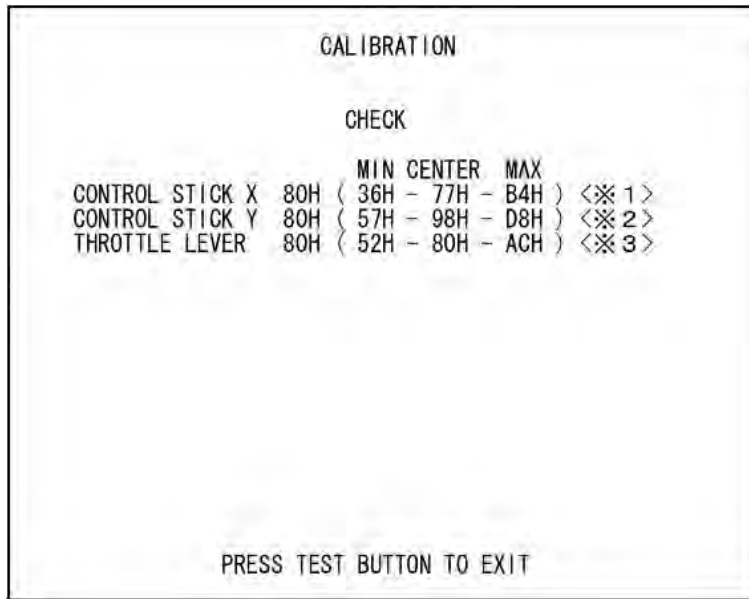 CALIBRATION
CHECK
MIN CENTER MAX
CONTROL STICK X 80H ( 36H - 77H - B4H ) <※1>
CONTROL STICK Y 80H ( 57H - 98H - D8H ) <※2>
THROTTLE LEVER 80H ( 52H - 80H - ACH ) <※3>
PRESS TEST BUTTON TO EXIT